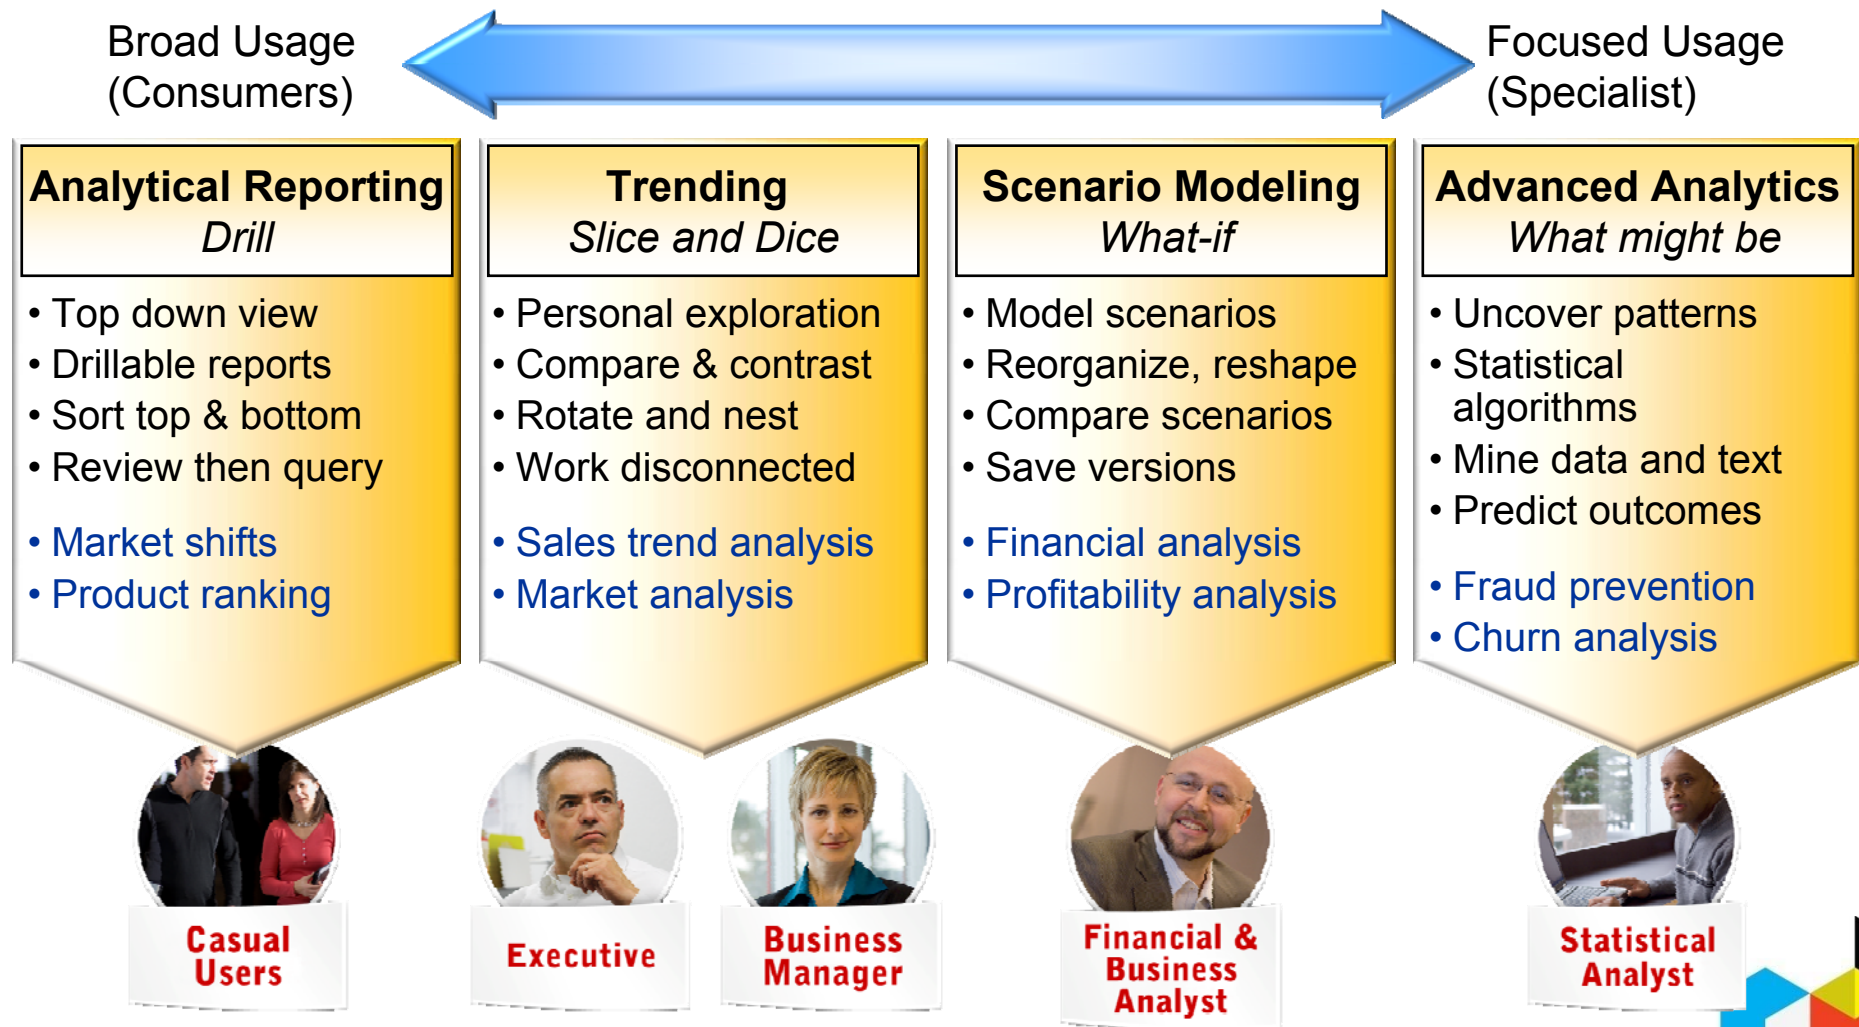 Broad Usage
(Consumers)
Focused Usage
(Specialist)
Analytical Reporting
Drill
• Top down view
• Drillable reports
• Sort top & bottom
• Review then query
• Market shifts
• Product ranking
Trending
Slice and Dice
• Personal exploration
• Compare & contrast
• Rotate and nest
• Work disconnected
• Sales trend analysis
• Market analysis
Scenario Modeling
What-if
• Model scenarios
• Reorganize, reshape
• Compare scenarios
• Save versions
• Financial analysis
• Profitability analysis
Advanced Analytics
What might be
• Uncover patterns
• Statistical
algorithms
• Mine data and text
• Predict outcomes
• Fraud prevention
• Churn analysis
Casual
Users
Executive
Business
Manager
Financial &
Business
Analyst
Statistical
Analyst